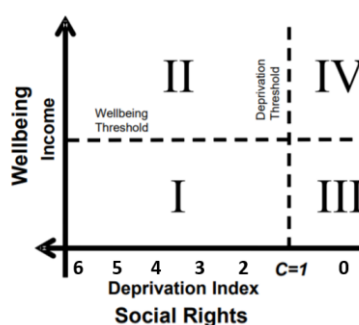 Wellbeing
Income
II
IV
Wellbeing
Threshold
Deprivation
Threshold
I
III
6 5 4 3 2 C=1 0
Deprivation Index
Social Rights